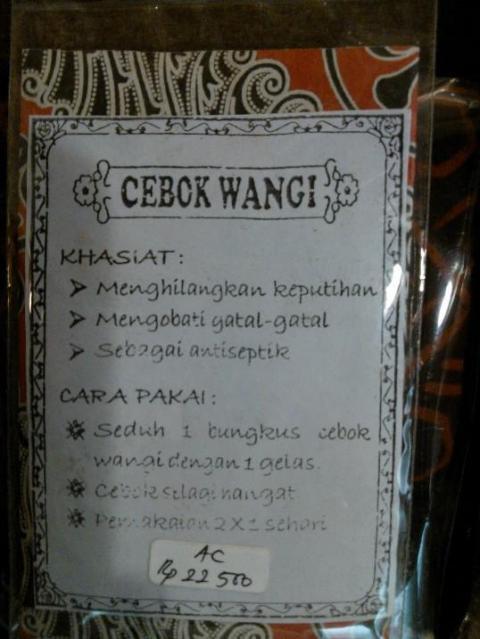 CEBOK WANGI
KHASIAT :
Menghilangkan keputihan
Mengobati gatal-gatal
Sebagai antiseptik
CARA PAKAI :
Seduh 1 bungkus cebok
wangi dengan 1 gelas.
Cebok selagi hangat
Pemakaian 2 X 1 sehari
AC
Rp 22 500